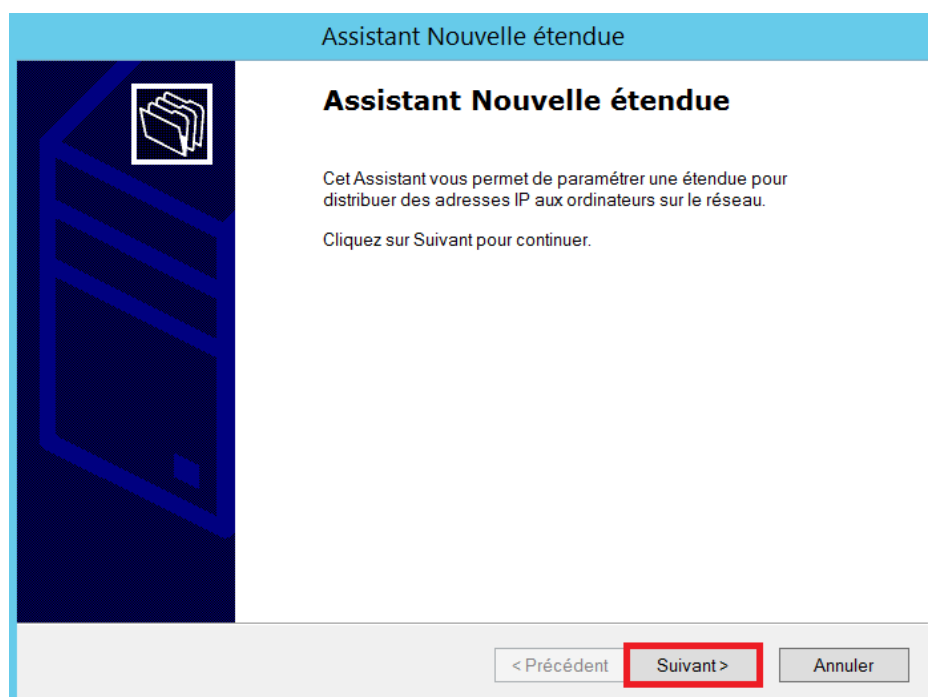 Assistant Nouvelle étendue
Assistant Nouvelle étendue
Cet Assistant vous permet de paramétrer une étendue pour
distribuer des adresses IP aux ordinateurs sur le réseau.
Cliquez sur Suivant pour continuer.
< Précédent Suivant > Annuler